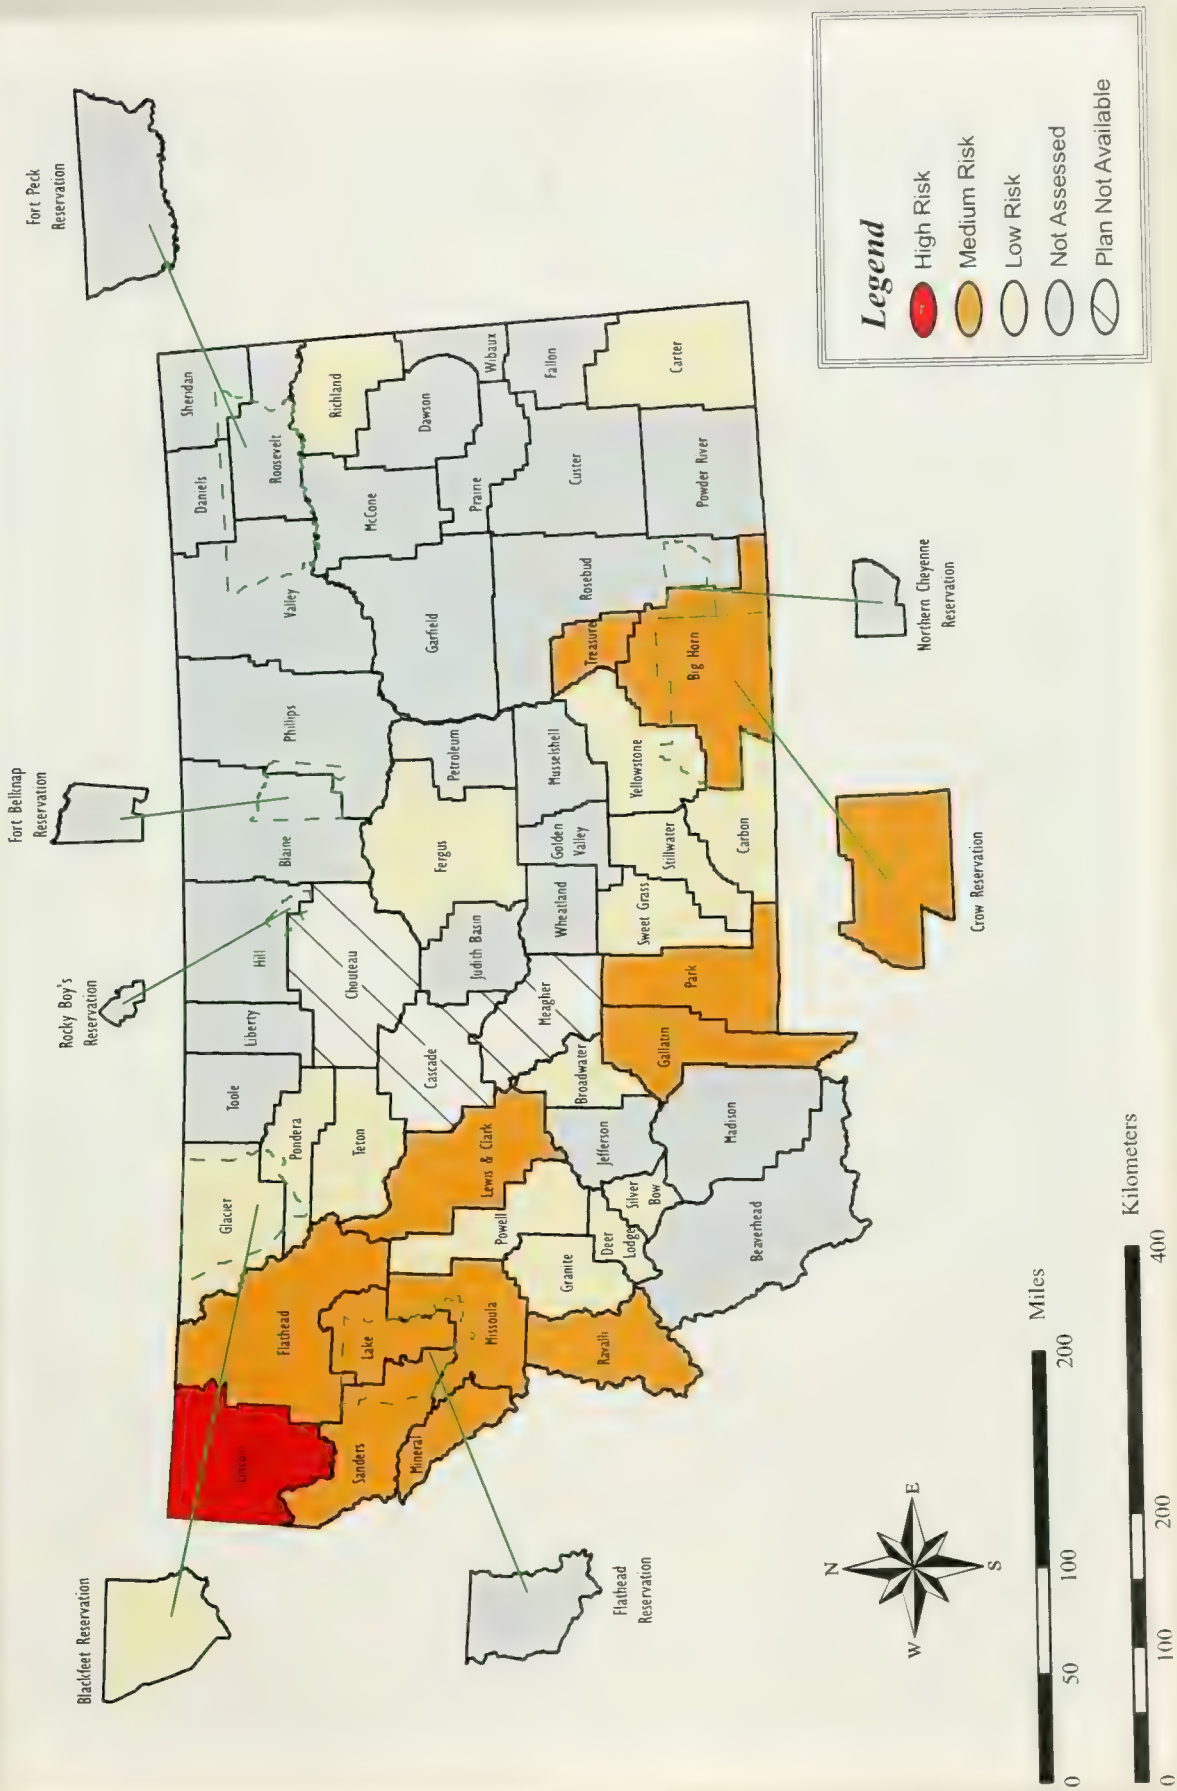 Blackfeet Reservation
Rocky Boy's
Reservation
Fort Belknap
Reservation
Fort Peck
Reservation
Lincoln
Flathead
Glacier
Toole
Liberty
Hill
Blaine
Phillips
Valley
Daniels
Sheridan
Roosevelt
Pondera
Teton
Chouteau
Sanders
Lake
Mineral
Missoula
Powell
Lewis & Clark
Cascade
Judith Basin
Fergus
Petroleum
Garfield
McCone
Richland
Dawson
Prairie
Wibaux
Ravalli
Granite
Deer
Lodge
Silver
Bow
Jefferson
Broadwater
Meagher
Wheatland
Golden
Valley
Musselshell
Treasure
Rosebud
Custer
Fallon
Beaverhead
Madison
Gallatin
Park
Sweet Grass
Stillwater
Yellowstone
Carbon
Big Horn
Powder River
Carter
Flathead
Reservation
Crow Reservation
Northern Cheyenne
Reservation
N
W
E
S
Miles
0
50
100
200
Kilometers
0
100
200
400
Legend
High Risk
Medium Risk
Low Risk
Not Assessed
Plan Not Available